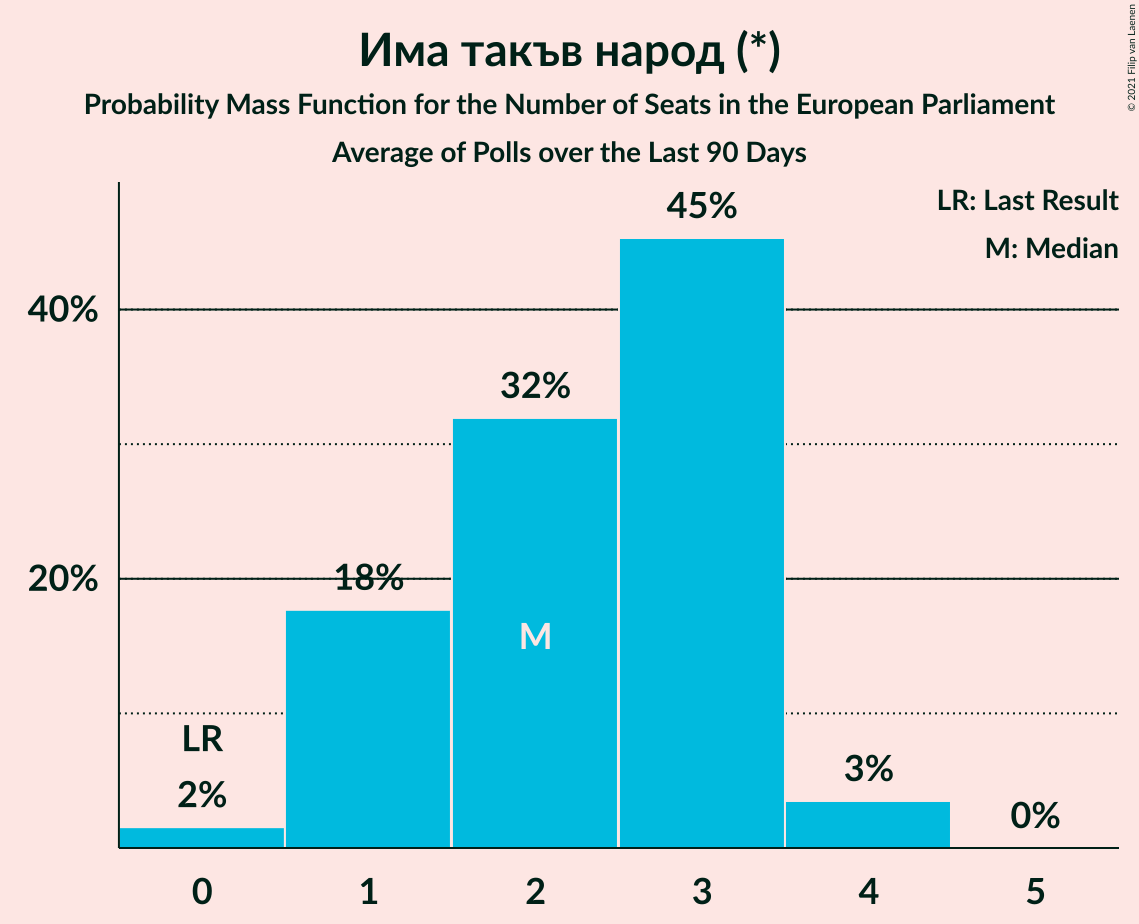 Има такъв народ (*)
Probability Mass Function for the Number of Seats in the European Parliament
Average of Polls over the Last 90 Days
© 2021 Filip van Laenen
LR: Last Result
M: Median
45%
40%
32%
20%
18%
M
LR
2%
3%
0%
0 1 2 3 4 5